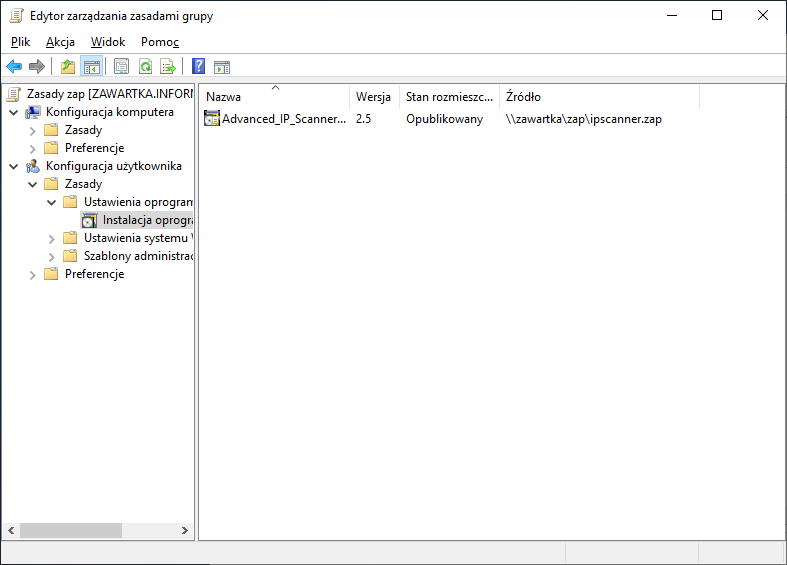 Edytor zarządzania zasadami grupy
Plik Akcja Widok Pomoc
Zasady zap [ZAWARTKA.INFORM
Konfiguracja komputera
Zasady
Preferencje
Konfiguracja użytkownika
Zasady
Ustawienia oprogram
Instalacja oprogra
Ustawienia systemu
Szablony administrac
Preferencje
Nazwa Wersja Stan rozmieszc... Źródło
Advanced_IP_Scanner... 2.5 Opublikowany \\zawartka\zap\ipscanner.zap